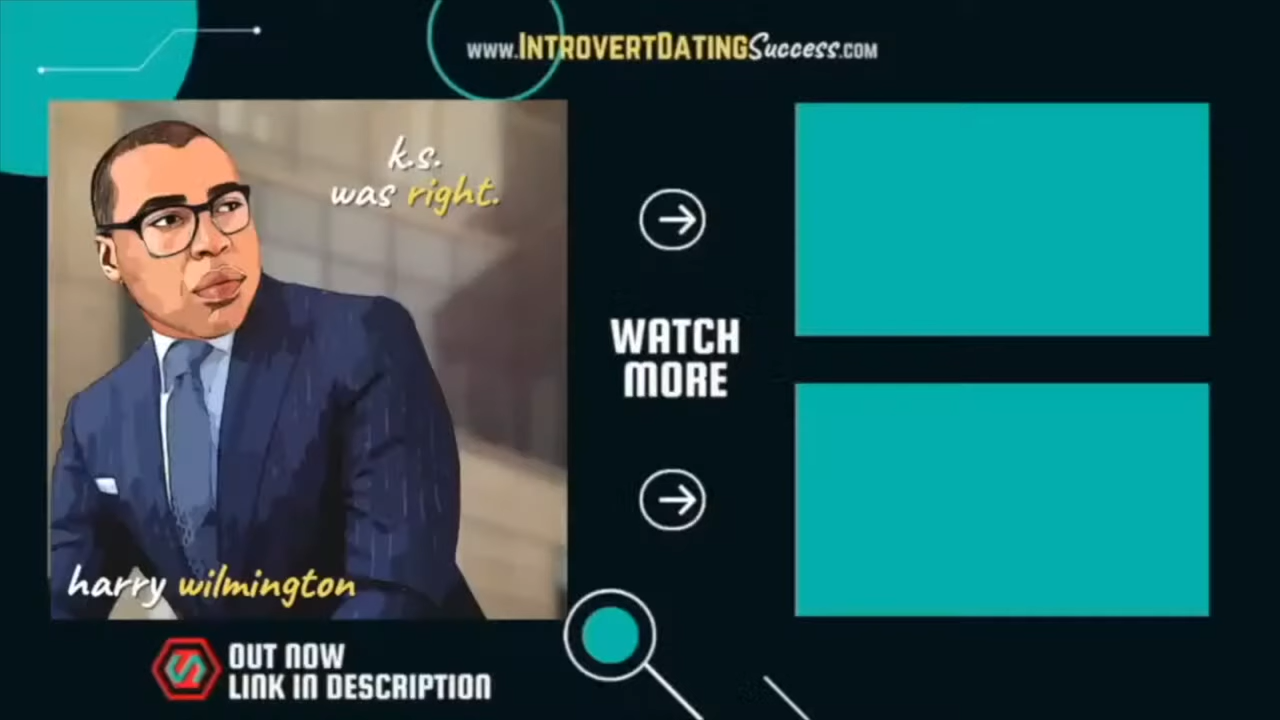 www.IntrovertDatingSuccess.com
k.s.
was right.
harry wilmington
WATCH
MORE
OUT NOW
LINK IN DESCRIPTION